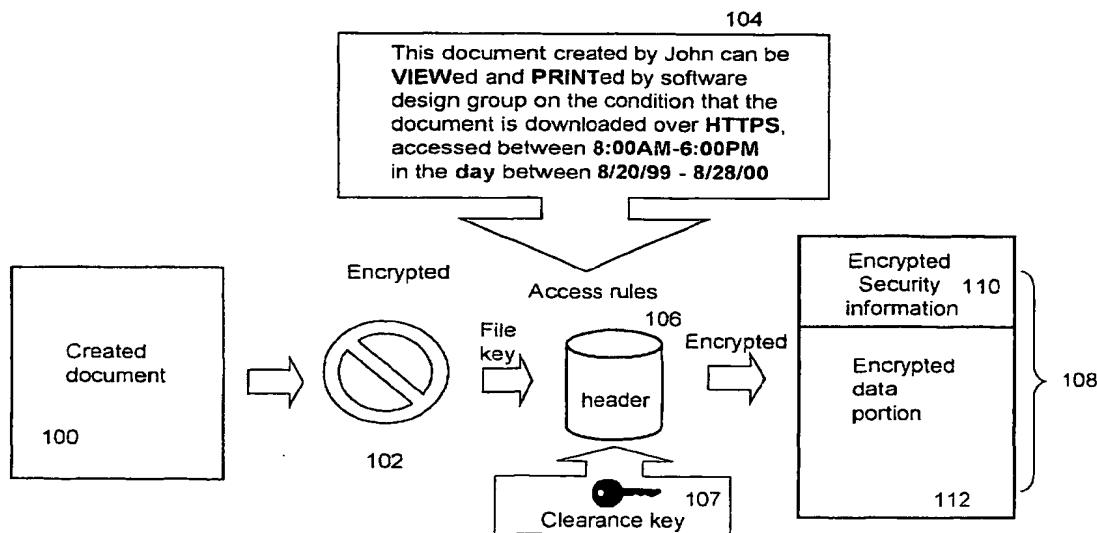 104
This document created by John can be
VIEWed and PRINTed by software
design group on the condition that the
document is downloaded over HTTPS,
accessed between 8:00AM-6:00PM
in the day between 8/20/99 - 8/28/00
Created
document
100
Encrypted
102
File
key
Access rules
106
header
107
Clearance key
Encrypted
Encrypted
Security
information
110
Encrypted
data
portion
112
108